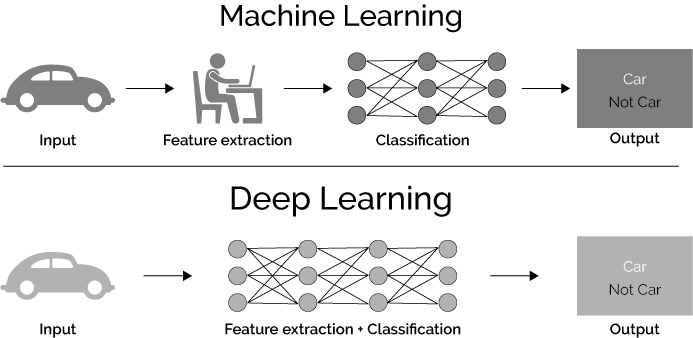 Machine Learning
Car
Not Car
Input
Feature extraction
Classification
Output
Deep Learning
Car
Not Car
Input
Feature extraction + Classification
Output